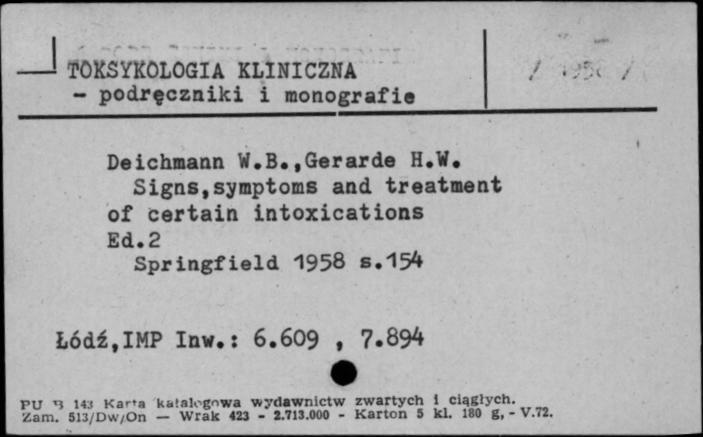 TOKSYKOLOGIA KLINICZNA
- podręczniki i monografie
/ 1958 /
Deichmann W.B.,Gerarde H.W.
Signs,symptoms and treatment
of certain intoxications
Ed.2
Springfield 1958 s.154
Łódź,IMP Inw.: 6.609 , 7.894
PU B 143 Karta katalogowa wydawnictw zwartych i ciągłych.
Zam. 513/Dw/On — Wrak 423 - 2.713.000 - Karton 5 kl. 180 g, - V.72.